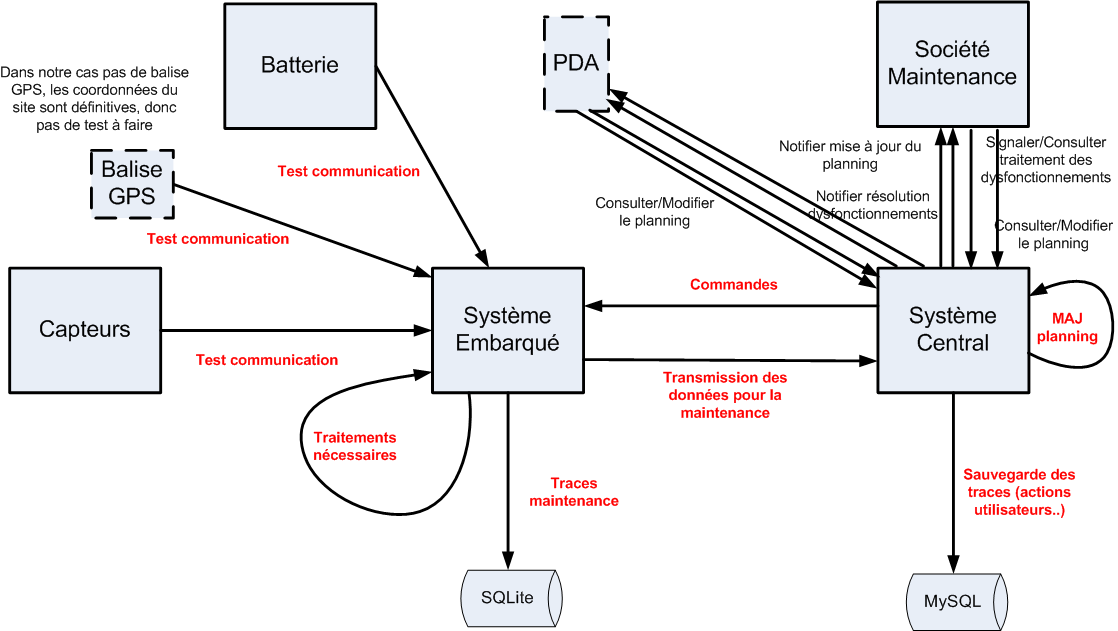 Batterie
PDA
Société
Maintenance
Dans notre cas pas de balise
GPS, les coordonnées du
site sont définitives, donc
pas de test à faire
Balise
GPS
Test communication
Test communication
Notifier mise à jour du
planning
Signaler/Consulter
traitement des
dysfonctionnements
Consulter/Modifier
le planning
Notifier résolution
dysfonctionnements
Consulter/Modifier
le planning
Capteurs
Test communication
Système
Embarqué
Commandes
Transmission des
données pour la
maintenance
Système
Central
MAJ
planning
Traitements
nécessaires
Traces
maintenance
Sauvegarde des
traces (actions
utilisateurs..)
SQLite
MySQL